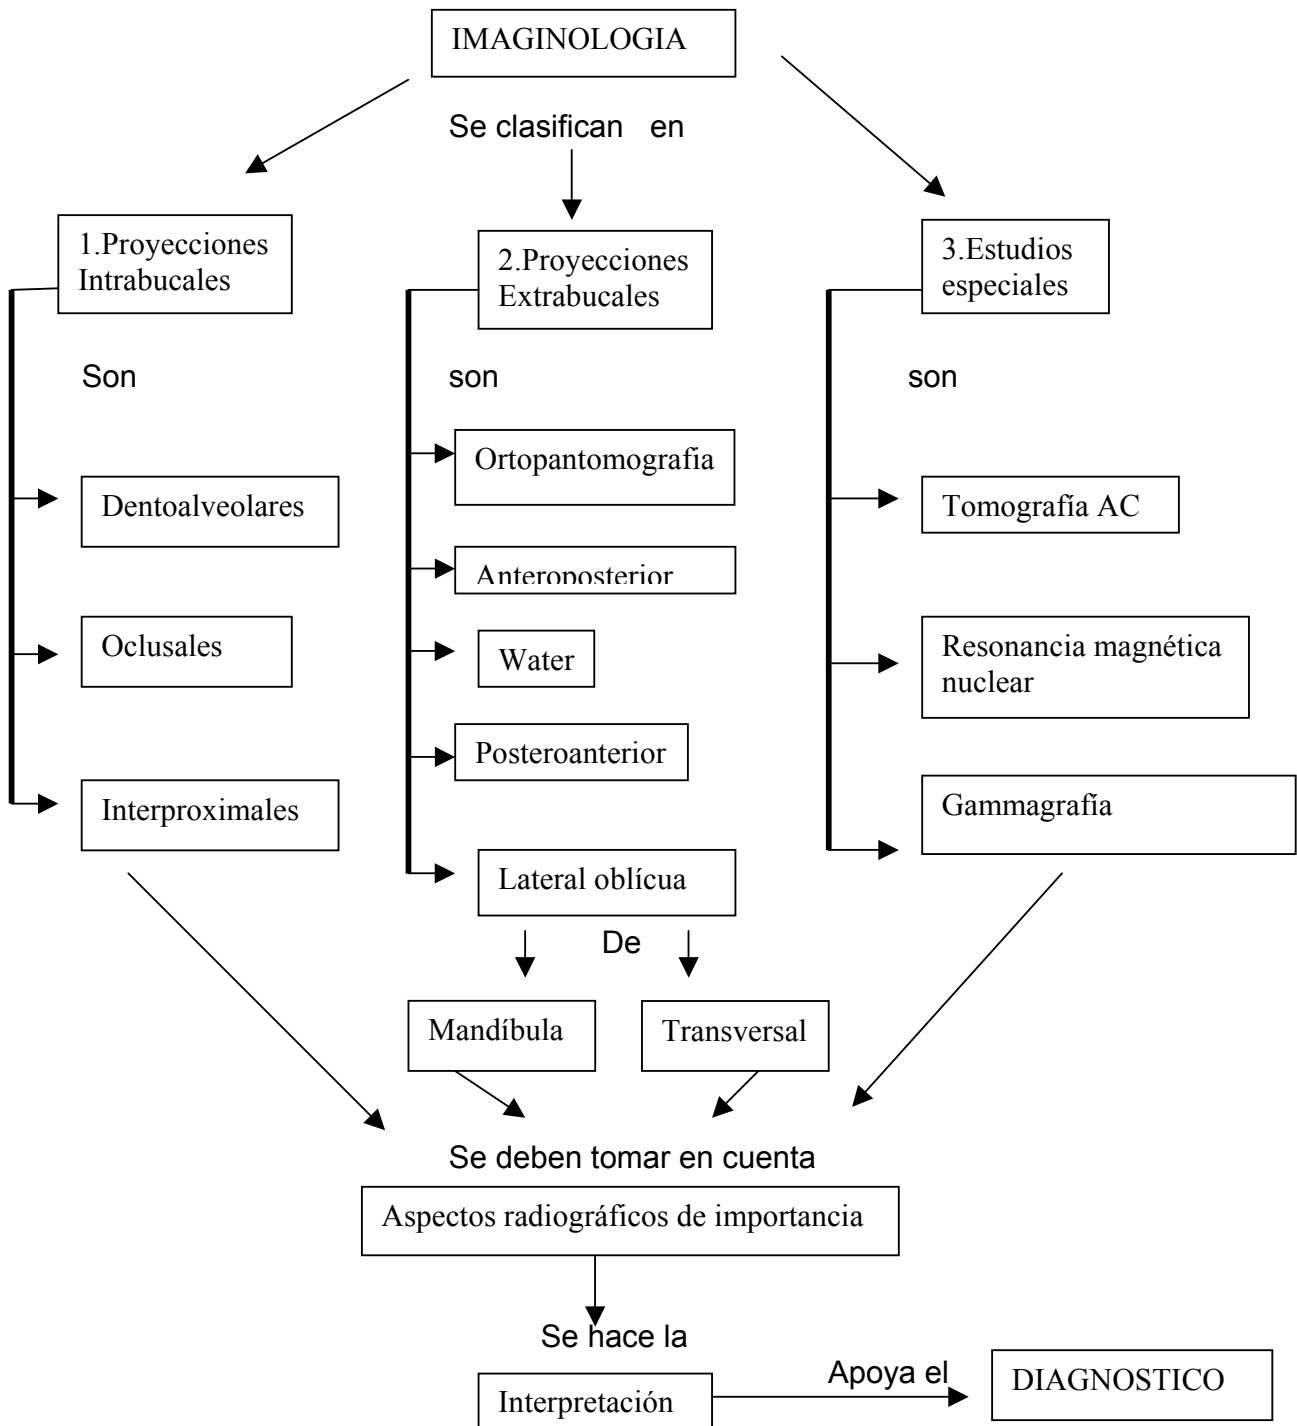 IMAGINOLOGIA
Se clasifican en
1.Proyecciones
Intrabucales
2.Proyecciones
Extrabucales
3.Estudios
especiales
Son
son
son
Dentoalveolares
Oclusales
Interproximales
Ortopantomografia
Anteroposterior
Water
Posteroanterior
Lateral oblícua
De
Mandíbula
Transversal
Tomografía AC
Resonancia magnética
nuclear
Gammagrafía
Se deben tomar en cuenta
Aspectos radiográficos de importancia
Se hace la
Interpretación
Apoya el
DIAGNOSTICO